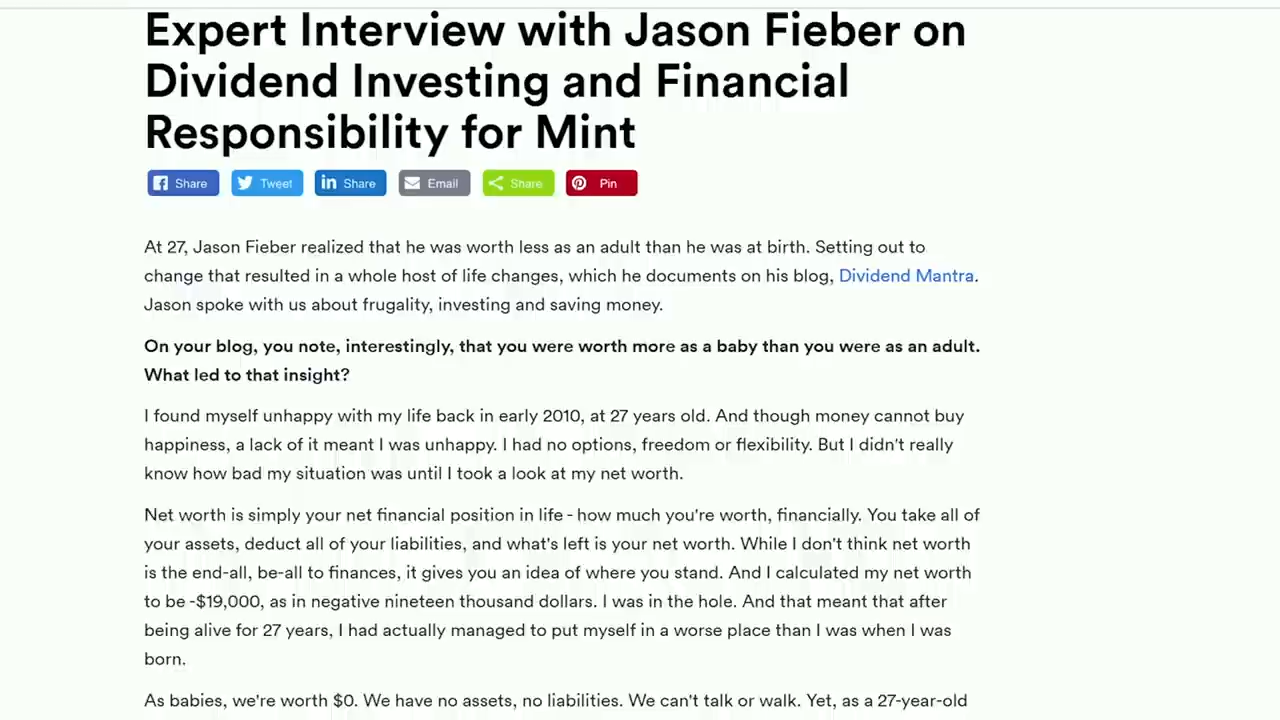 Expert Interview with Jason Fieber on
Dividend Investing and Financial
Responsibility for Mint
Share Tweet Share Email Share Pin
At 27, Jason Fieber realized that he was worth less as an adult than he was at birth. Setting out to
change that resulted in a whole host of life changes, which he documents on his blog, Dividend Mantra.
Jason spoke with us about frugality, investing and saving money.
On your blog, you note, interestingly, that you were worth more as a baby than you were as an adult.
What led to that insight?
I found myself unhappy with my life back in early 2010, at 27 years old. And though money cannot buy
happiness, a lack of it meant I was unhappy. I had no options, freedom or flexibility. But I didn't really
know how bad my situation was until I took a look at my net worth.
Net worth is simply your net financial position in life - how much you're worth, financially. You take all of
your assets, deduct all of your liabilities, and what's left is your net worth. While I don't think net worth
is the end-all, be-all to finances, it gives you an idea of where you stand. And I calculated my net worth
to be -$19,000, as in negative nineteen thousand dollars. I was in the hole. And that meant that after
being alive for 27 years, I had actually managed to put myself in a worse place than I was when I was
born.
As babies, we're worth $0. We have no assets, no liabilities. We can't talk or walk. Yet, as a 27-year-old